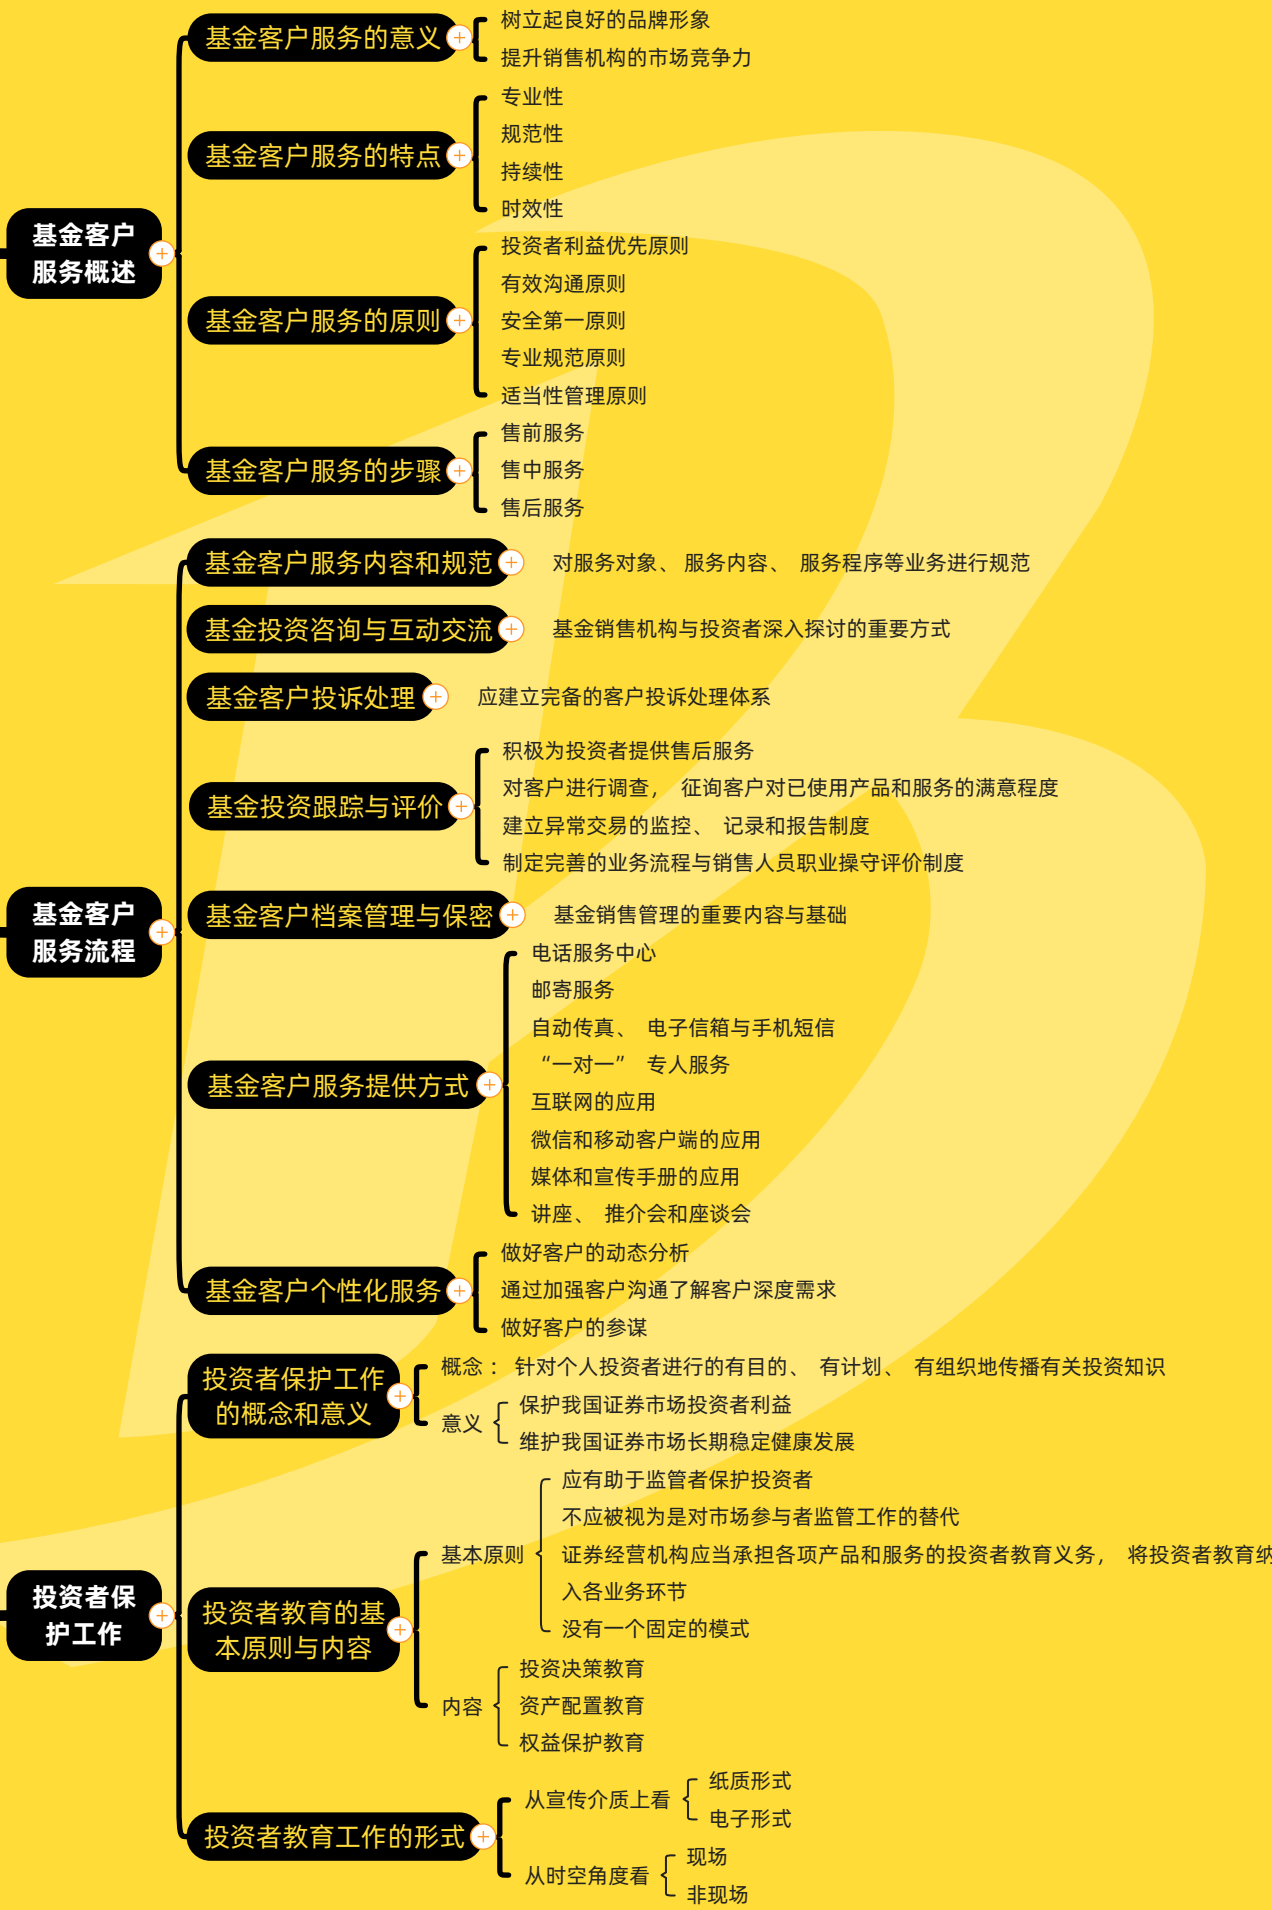 基金客户
服务概述
基金客户服务的意义
树立起良好的品牌形象
提升销售机构的市场竞争力
基金客户服务的特点
专业性
规范性
持续性
时效性
基金客户服务的原则
投资者利益优先原则
有效沟通原则
安全第一原则
专业规范原则
适当性管理原则
基金客户服务的步骤
售前服务
售中服务
售后服务
基金客户
服务流程
基金客户服务内容和规范
对服务对象、服务内容、 服务程序等业务进行规范
基金投资咨询与互动交流
基金销售机构与投资者深入探讨的重要方式
基金客户投诉处理
应建立完备的客户投诉处理体系
基金投资跟踪与评价
积极为投资者提供售后服务
对客户进行调查， 征询客户对已使用产品和服务的满意程度
建立异常交易的监控、 记录和报告制度
制定完善的业务流程与销售人员职业操守评价制度
基金客户档案管理与保密
基金销售管理的重要内容与基础
基金客户服务提供方式
电话服务中心
邮寄服务
自动传真、 电子信箱与手机短信
“一对一” 专人服务
互联网的应用
微信和移动客户端的应用
媒体和宣传手册的应用
讲座、 推介会和座谈会
基金客户个性化服务
做好客户的动态分析
通过加强客户沟通了解客户深度需求
做好客户的参谋
投资者保
护工作
投资者保护工作
的概念和意义
概念： 针对个人投资者进行的有目的、 有计划、 有组织地传播有关投资知识
意义
保护我国证券市场投资者利益
维护我国证券市场长期稳定健康发展
投资者教育的基
本原则与内容
基本原则
应有助于监管者保护投资者
不应被视为是对市场参与者监管工作的替代
证券经营机构应当承担各项产品和服务的投资者教育义务， 将投资者教育纳
入各业务环节
没有一个固定的模式
内容
投资决策教育
资产配置教育
权益保护教育
投资者教育工作的形式
从宣传介质上看
纸质形式
电子形式
从时空角度看
现场
非现场